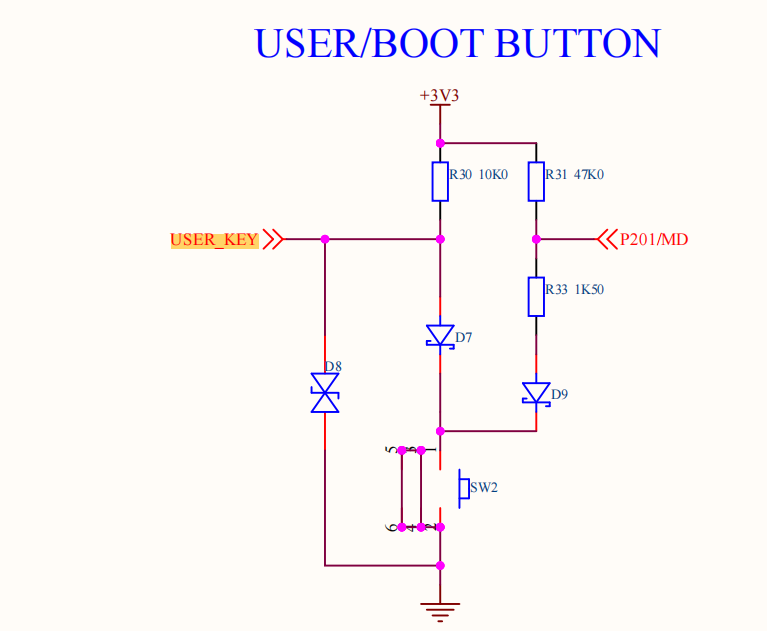 USER/BOOT BUTTON
+3V3
R30 10K0
R31 47K0
USER_KEY
P201/MD
R33 1K50
D7
D8
D9
5
1
SW2
6
4
2